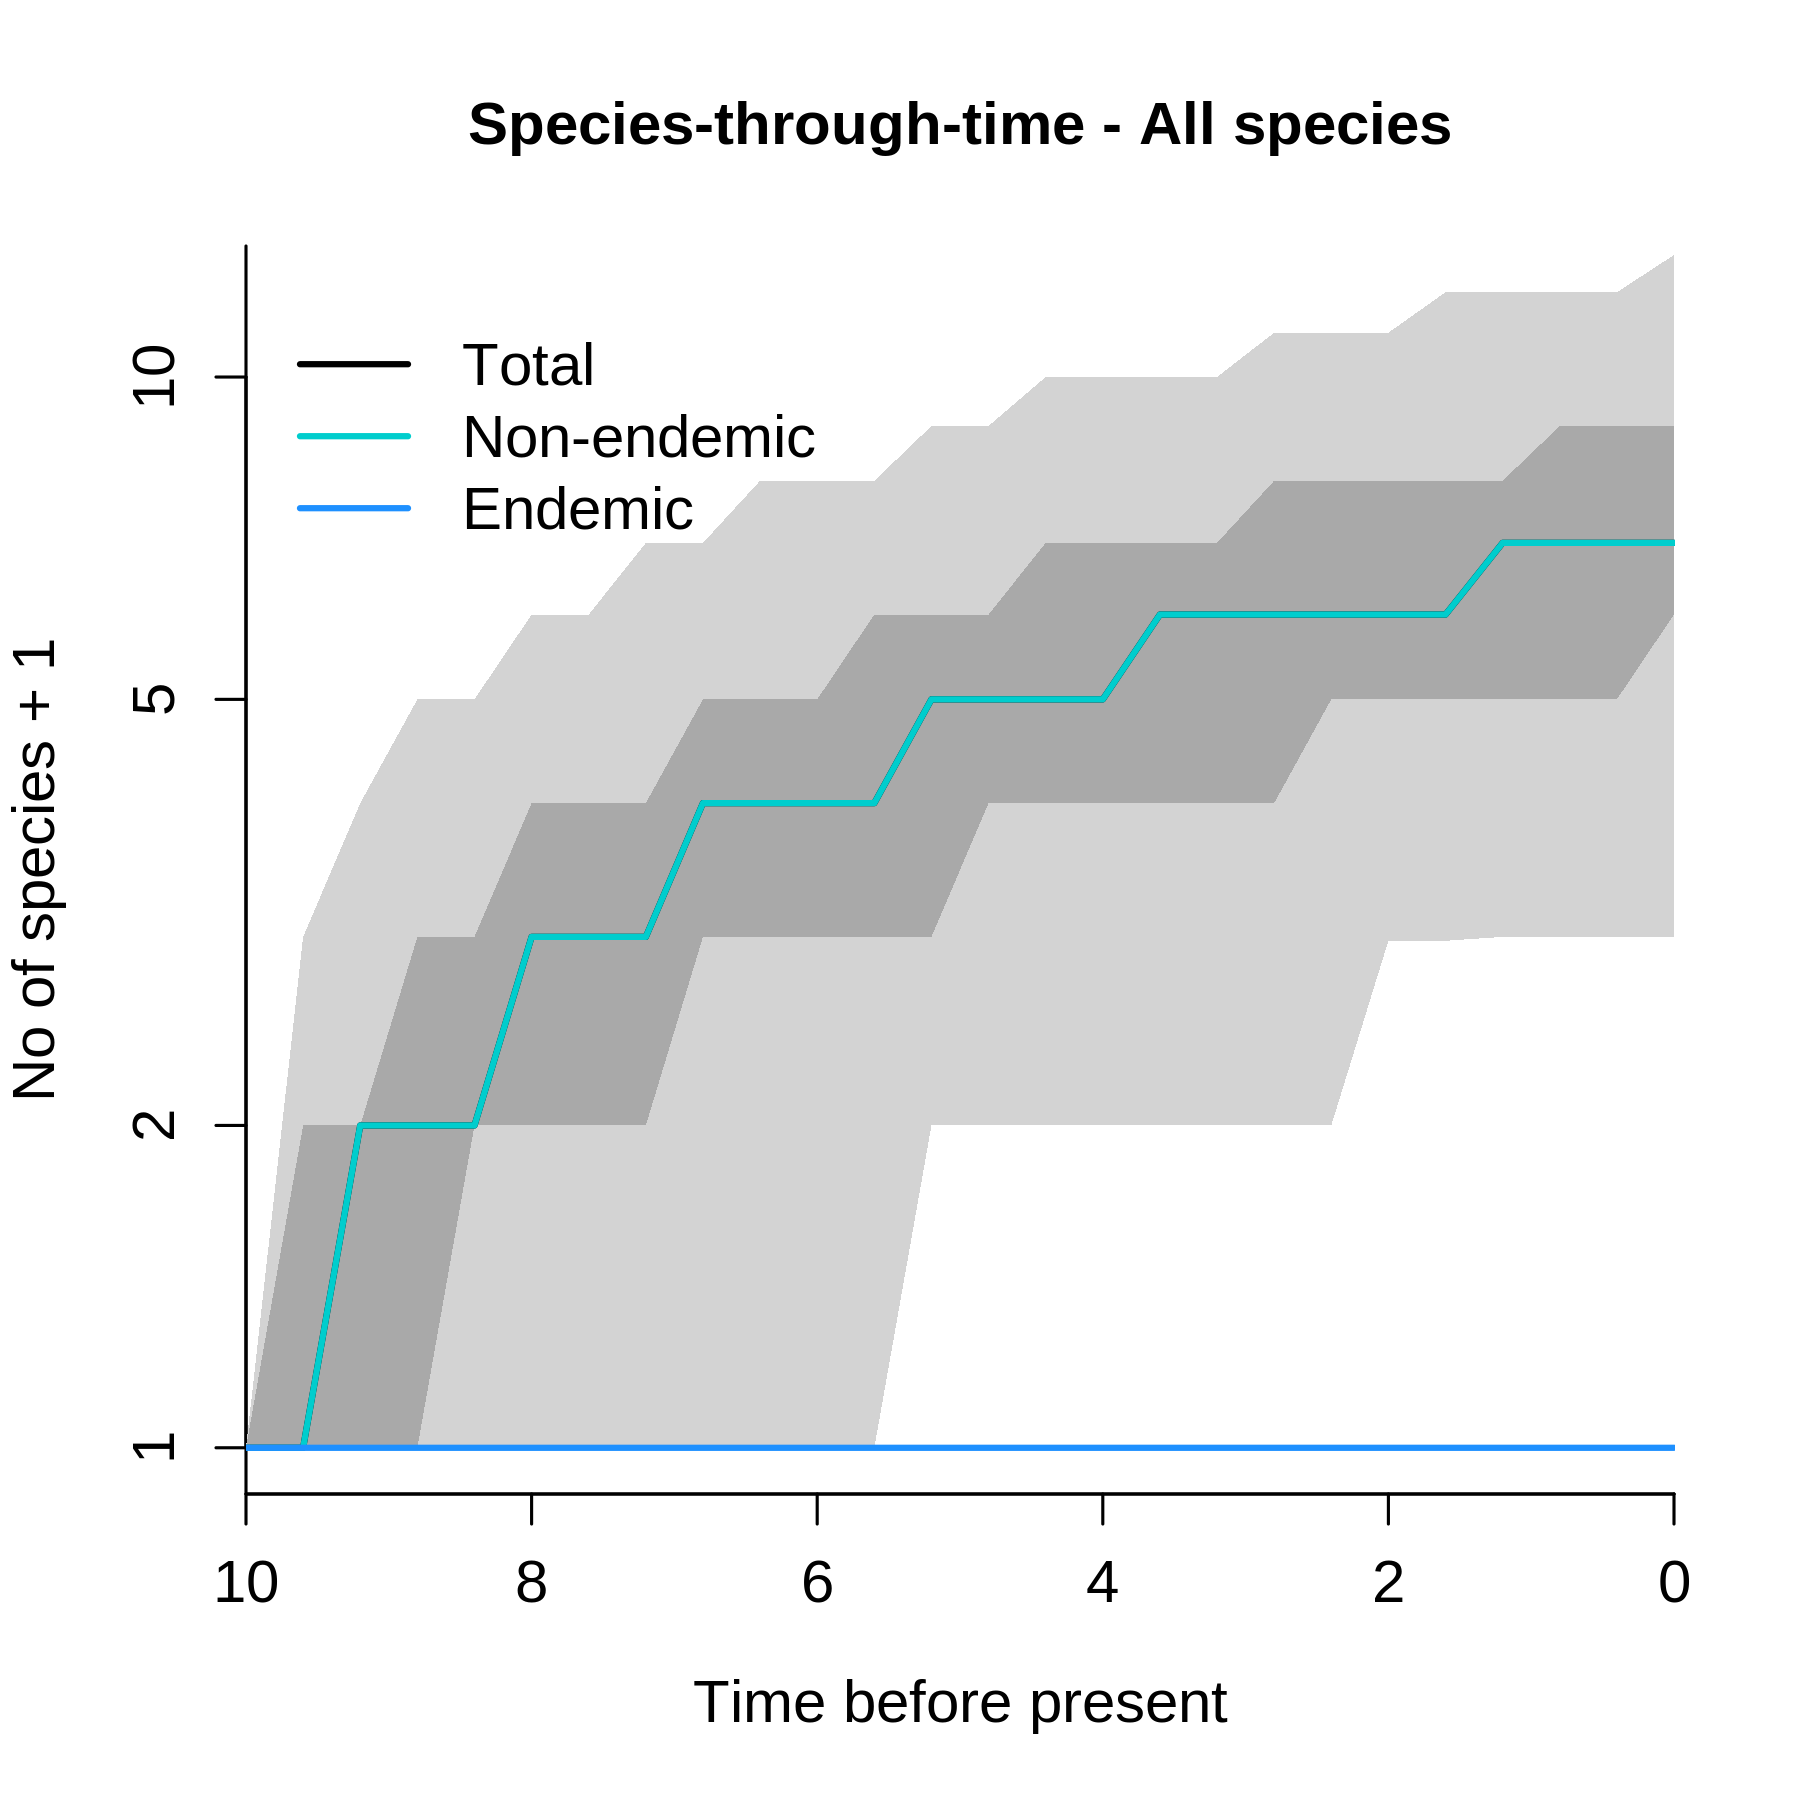 Species-through-time - All species
Total
Non-endemic
Endemic
No of species + 1
10
5
2
1
10 8 6 4 2 0
Time before present